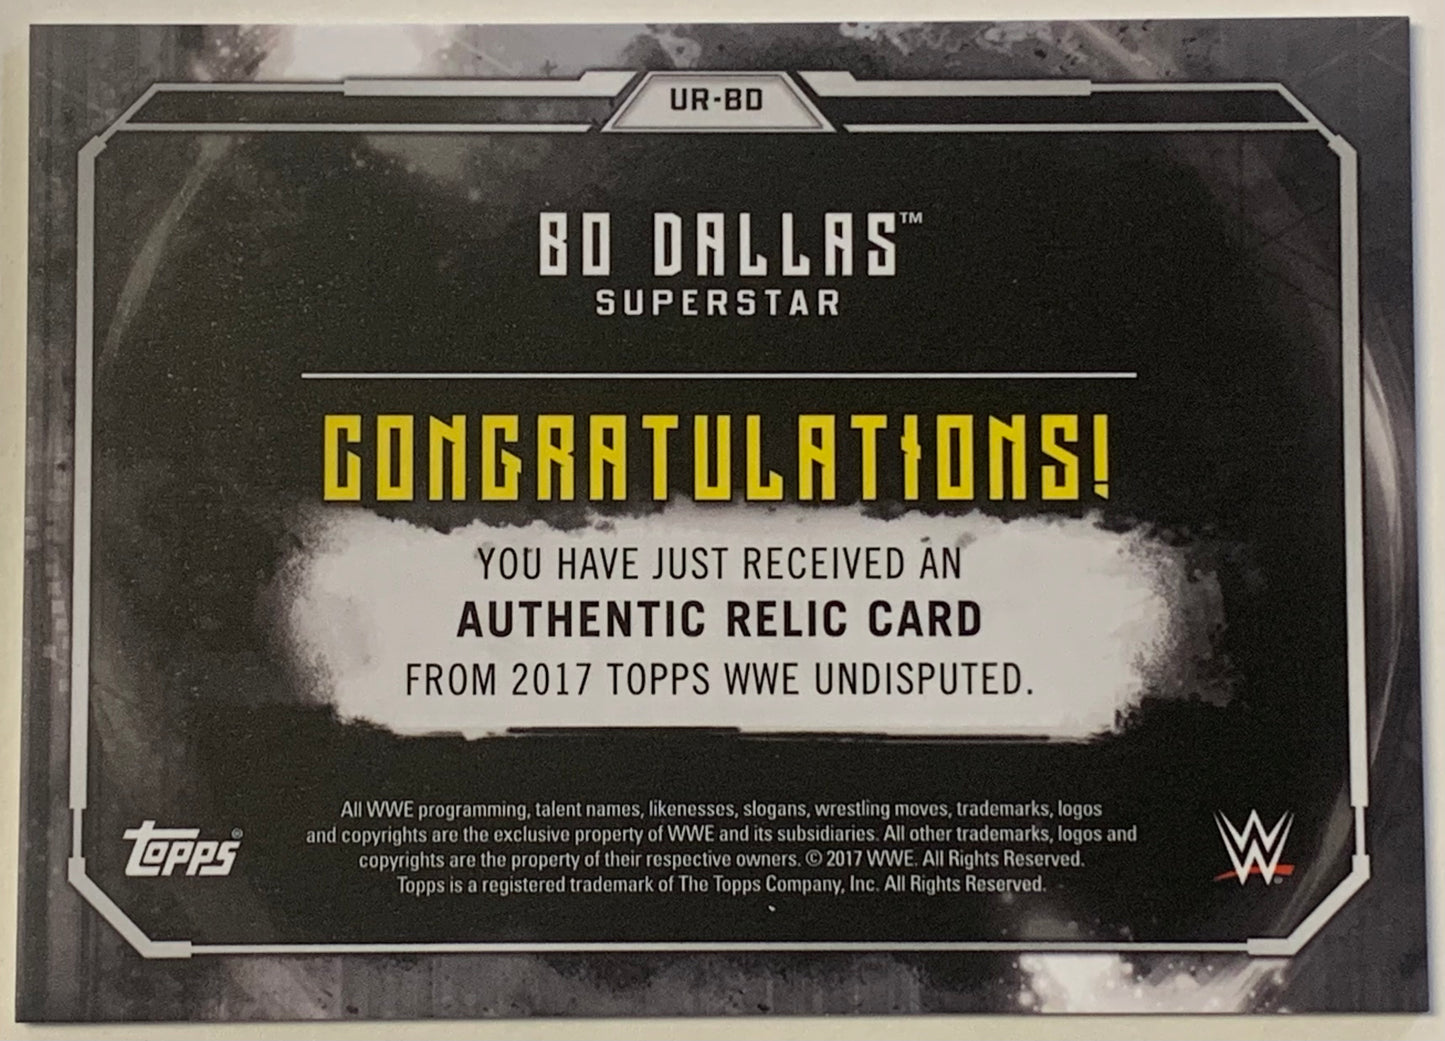 UR-BD
BO DALLAS™
SUPERSTAR
CONGRATULATIONS!
YOU HAVE JUST RECEIVED AN
AUTHENTIC RELIC CARD
FROM 2017 TOPPS WWE UNDISPUTED.
All WWE programming, talent names, likenesses, slogans, wrestling moves, trademarks, logos
and copyrights are the exclusive property of WWE and its subsidiaries. All other trademarks, logos and
copyrights are the property of their respective owners. © 2017 WWE. All Rights Reserved.
Topps is a registered trademark of The Topps Company, Inc. All Rights Reserved.
Topps®
W